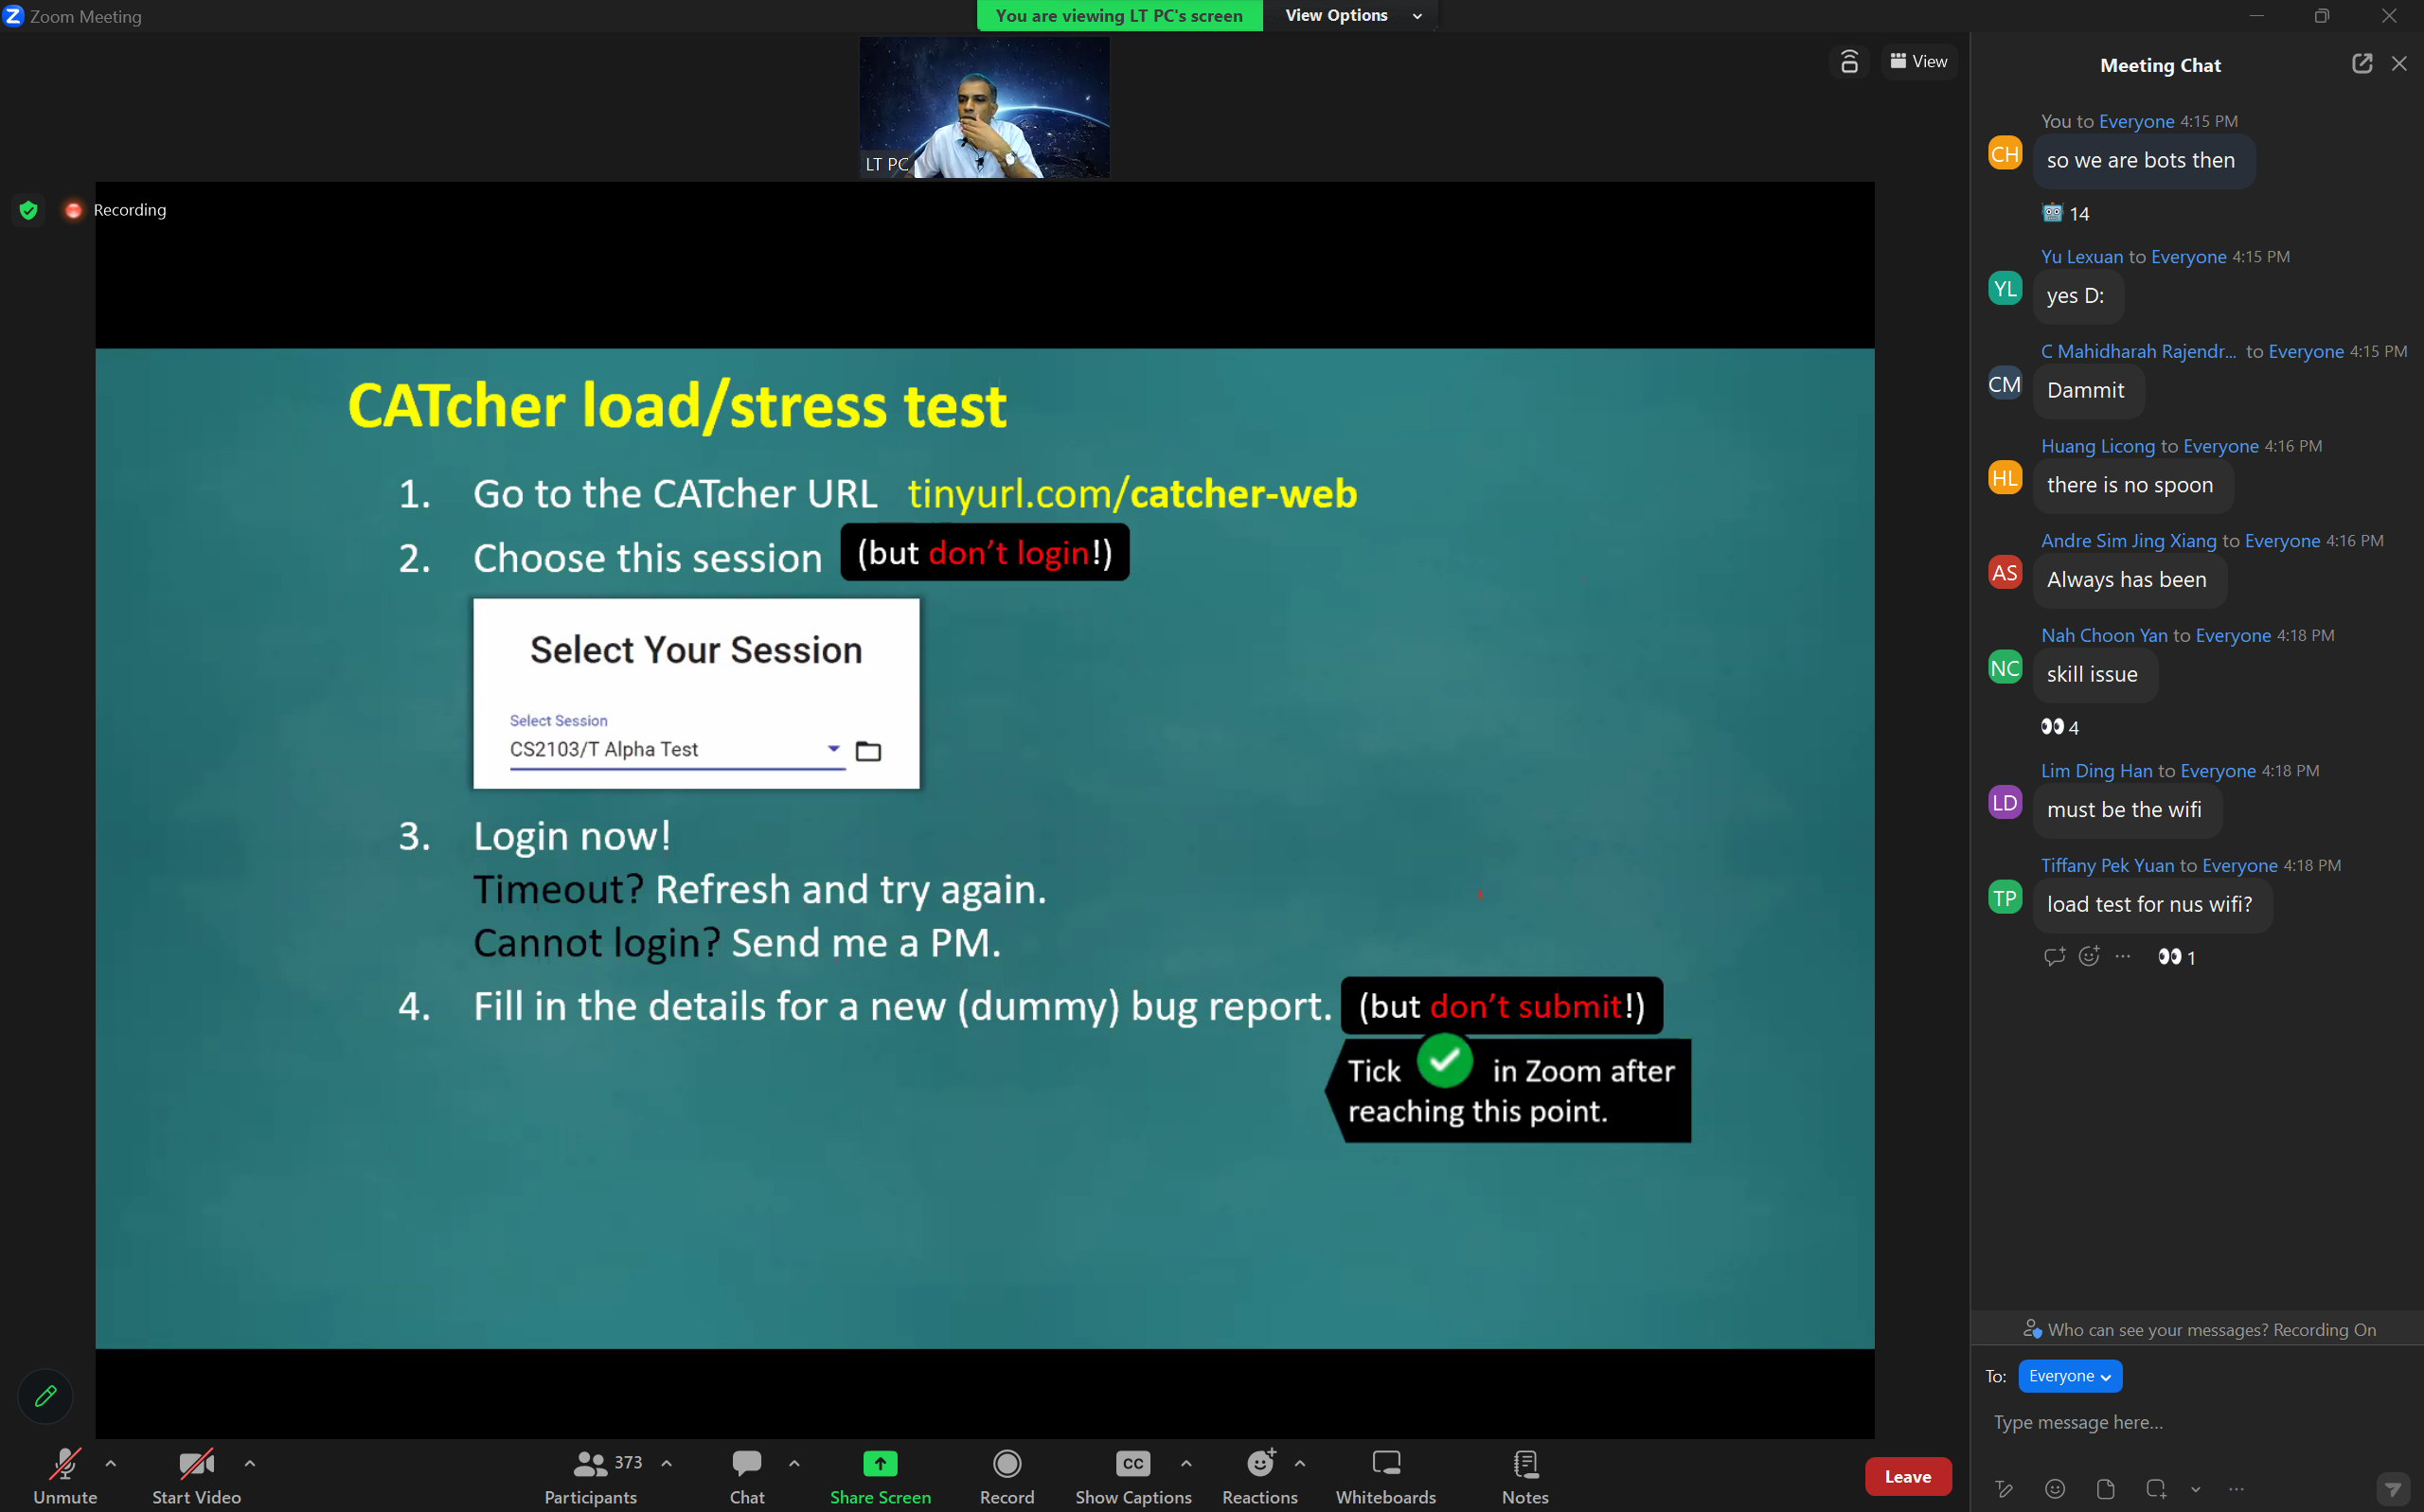 Zoom Meeting
You are viewing LT PC's screen
View Options
View
LT PC
Recording
CATcher load/stress test
1. Go to the CATcher URL tinyurl.com/catcher-web
2. Choose this session (but don't login!)
Select Your Session
Select Session
CS2103/T Alpha Test
3. Login now!
Timeout? Refresh and try again.
Cannot login? Send me a PM.
4. Fill in the details for a new (dummy) bug report. (but don't submit!)
Tick in Zoom after
reaching this point.
Meeting Chat
You to Everyone 4:15 PM
CH
so we are bots then
14
Yu Lexuan to Everyone 4:15 PM
YL
yes D:
C Mahidharah Rajendr... to Everyone 4:15 PM
CM
Dammit
Huang Licong to Everyone 4:16 PM
HL
there is no spoon
Andre Sim Jing Xiang to Everyone 4:16 PM
AS
Always has been
Nah Choon Yan to Everyone 4:18 PM
NC
skill issue
4
Lim Ding Han to Everyone 4:18 PM
LD
must be the wifi
Tiffany Pek Yuan to Everyone 4:18 PM
TP
load test for nus wifi?
1
Who can see your messages? Recording On
To: Everyone
Type message here...
Unmute
Start Video
373
Participants
Chat
Share Screen
Record
CC
Show Captions
Reactions
Whiteboards
Notes
Leave